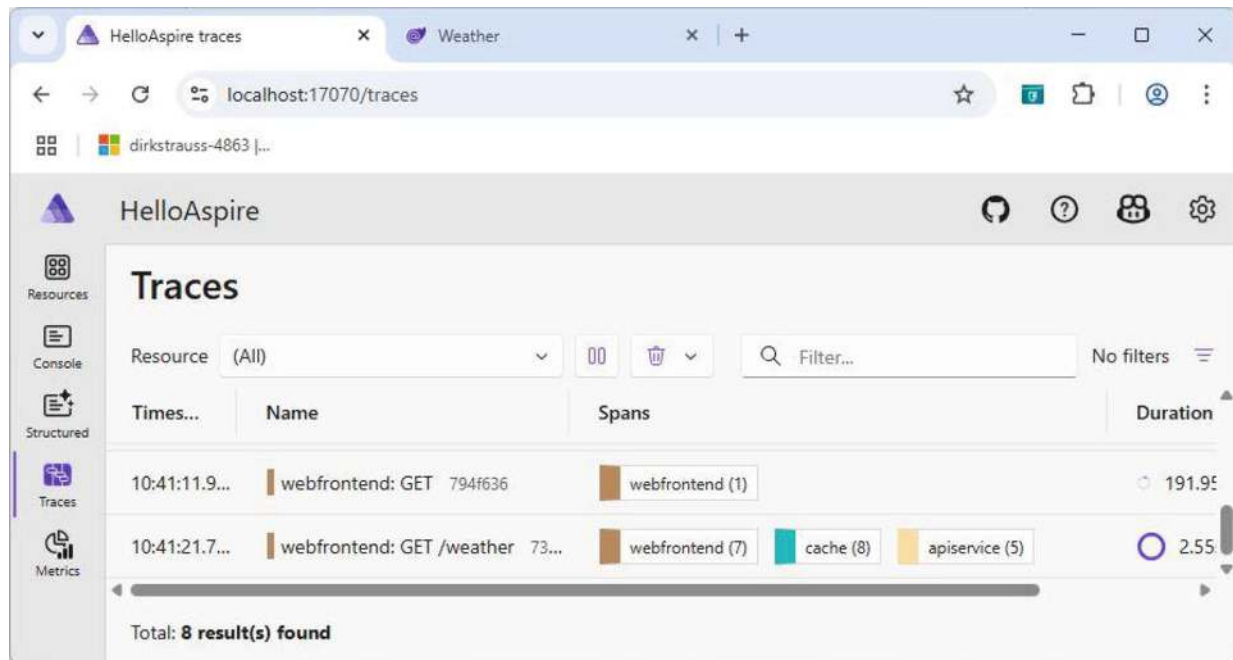 HelloAspire traces
Weather
localhost:17070/traces
dirkstrauss-4863 |...
HelloAspire
Resources
Console
Structured
Traces
Metrics
Traces
Resource (All) Filter... No filters
Times... Name Spans Duration
10:41:11.9... webfrontend: GET 794f636 webfrontend (1) 191.95
10:41:21.7... webfrontend: GET /weather 73... webfrontend (7) cache (8) apiservice (5) 2.55
Total: 8 result(s) found